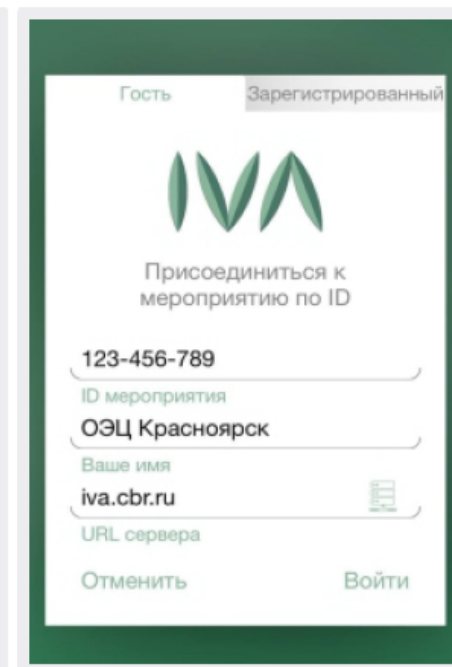 Гость Зарегистрированный
IVA
Присоединиться к
мероприятию по ID
123-456-789
ID мероприятия
ОЭЦ Красноярск
Ваше имя
iva.cbr.ru
URL сервера
Отменить Войти